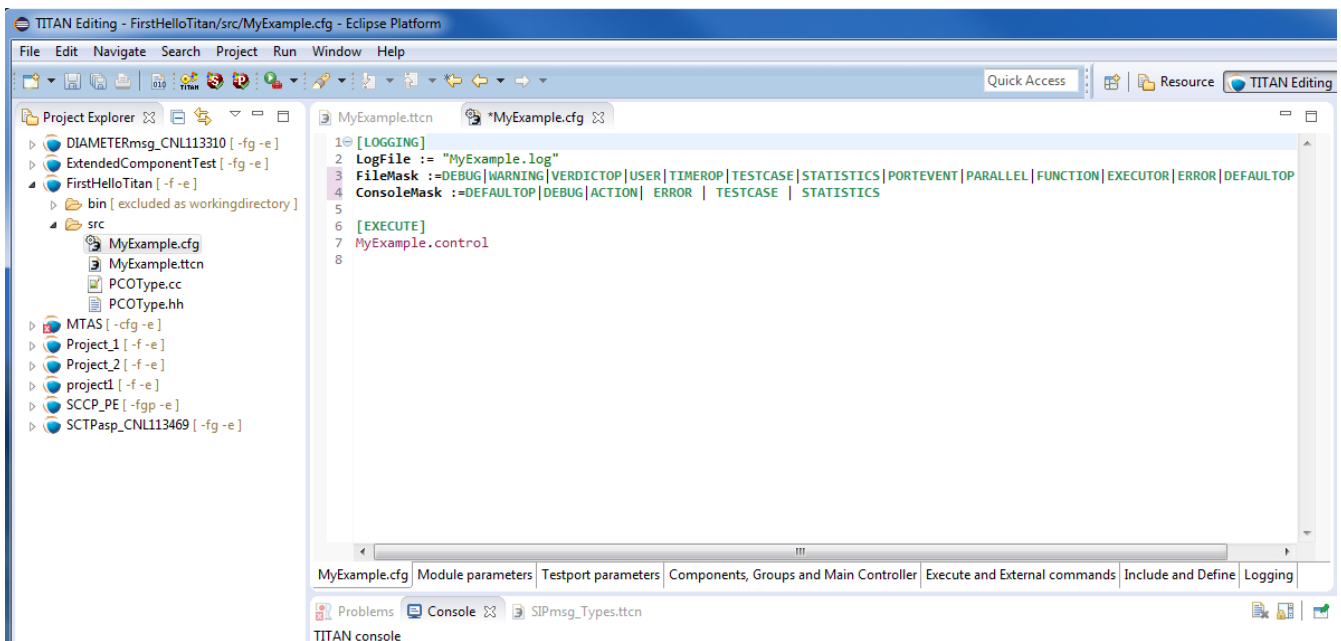 TITAN Editing - FirstHelloTitan/src/MyExample.cfg - Eclipse Platform
File Edit Navigate Search Project Run Window Help
010 TITAN Quick Access Resource TITAN Editing
Project Explorer
DIAMETERmsg_CNL113310 [ -fg -e ]
ExtendedComponentTest [ -fg -e ]
FirstHelloTitan [ -f -e ]
bin [ excluded as workingdirectory ]
src
MyExample.cfg
MyExample.ttcn
PCOType.cc
PCOType.hh
MTAS [ -cfg -e ]
Project_1 [ -f -e ]
Project_2 [ -f -e ]
project1 [ -f -e ]
SCCP_PE [ -fgp -e ]
SCTPasp_CNL113469 [ -fg -e ]
MyExample.ttcn *MyExample.cfg
1 [LOGGING]
2 LogFile := "MyExample.log"
3 FileMask :=DEBUG|WARNING|VERDICTOP|USER|TIMEROP|TESTCASE|STATISTICS|PORTEVENT|PARALLEL|FUNCTION|EXECUTOR|ERROR|DEFAULTOP
4 ConsoleMask :=DEFAULTOP|DEBUG|ACTION| ERROR | TESTCASE | STATISTICS
5
6 [EXECUTE]
7 MyExample.control
8
MyExample.cfg Module parameters Testport parameters Components, Groups and Main Controller Execute and External commands Include and Define Logging
Problems Console SIPmsg_Types.ttcn
TITAN console